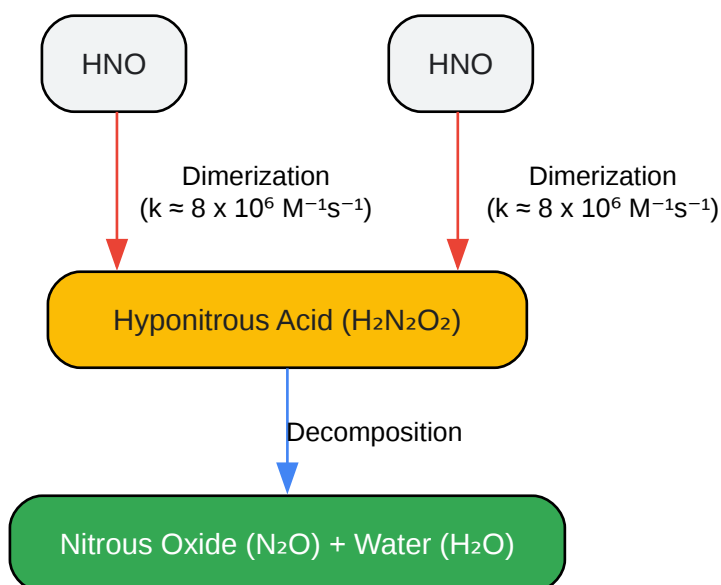 HNO
HNO
Dimerization
(k ≈ 8 x 10⁶ M⁻¹s⁻¹)
Dimerization
(k ≈ 8 x 10⁶ M⁻¹s⁻¹)
Hyponitrous Acid (H₂N₂O₂)
Decomposition
Nitrous Oxide (N₂O) + Water (H₂O)